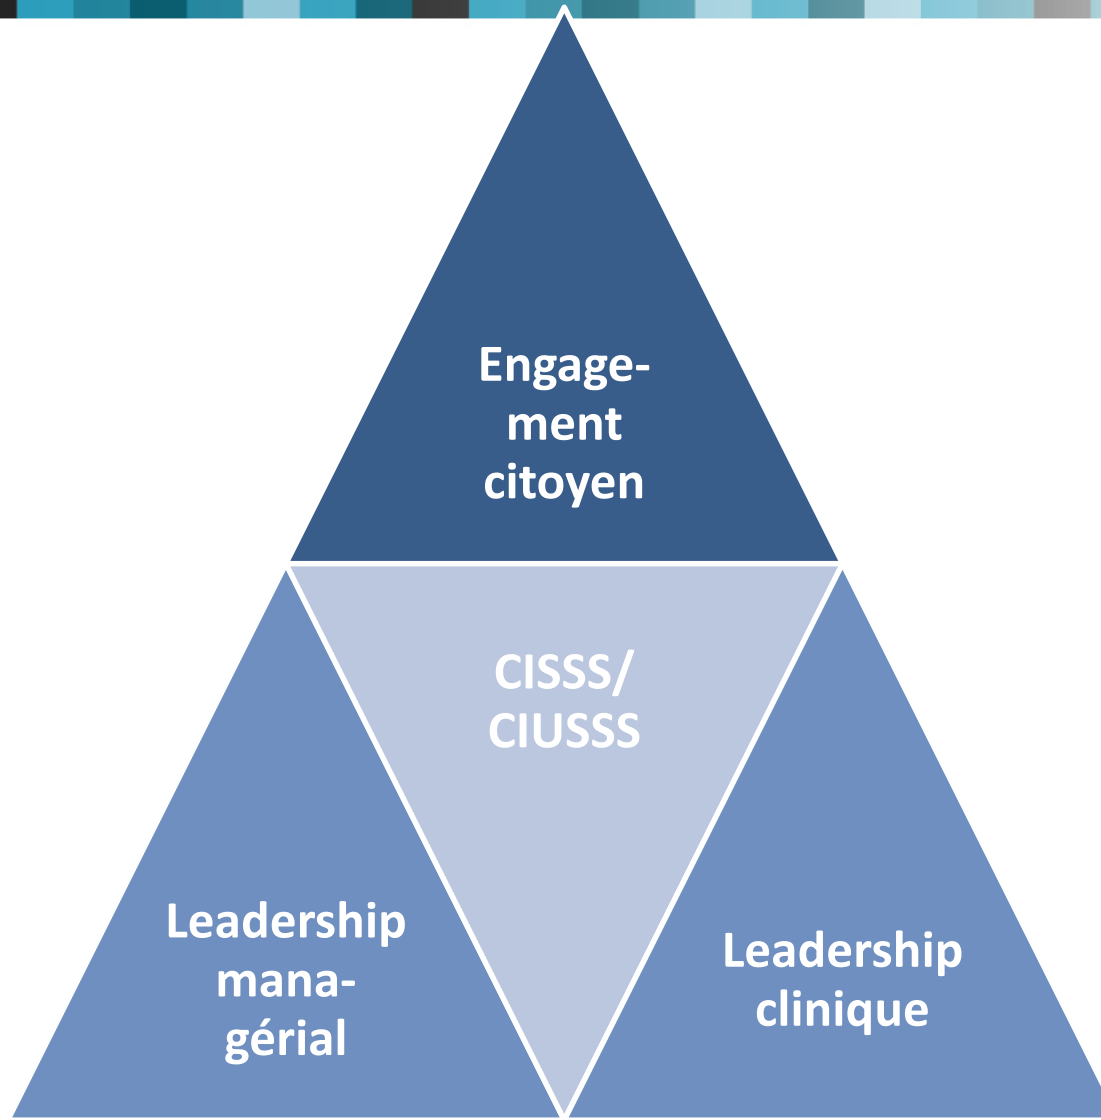 Engage-
ment
citoyen
CISSS/
CIUSSS
Leadership
mana-
gérial
Leadership
clinique